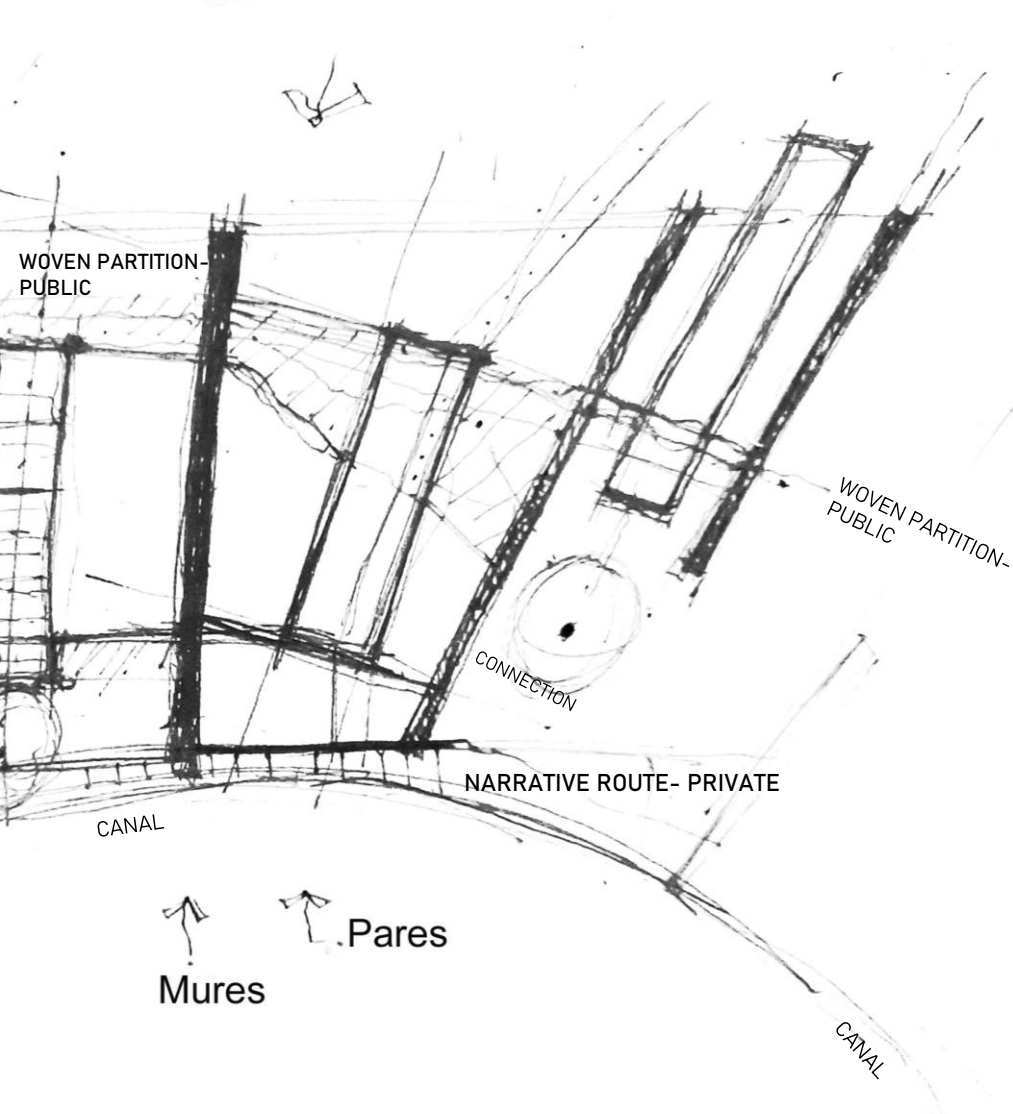 WOVEN PARTITION-
PUBLIC
WOVEN PARTITION-
PUBLIC
CONNECTION
NARRATIVE ROUTE- PRIVATE
CANAL
.Pares
Mures
CANAL